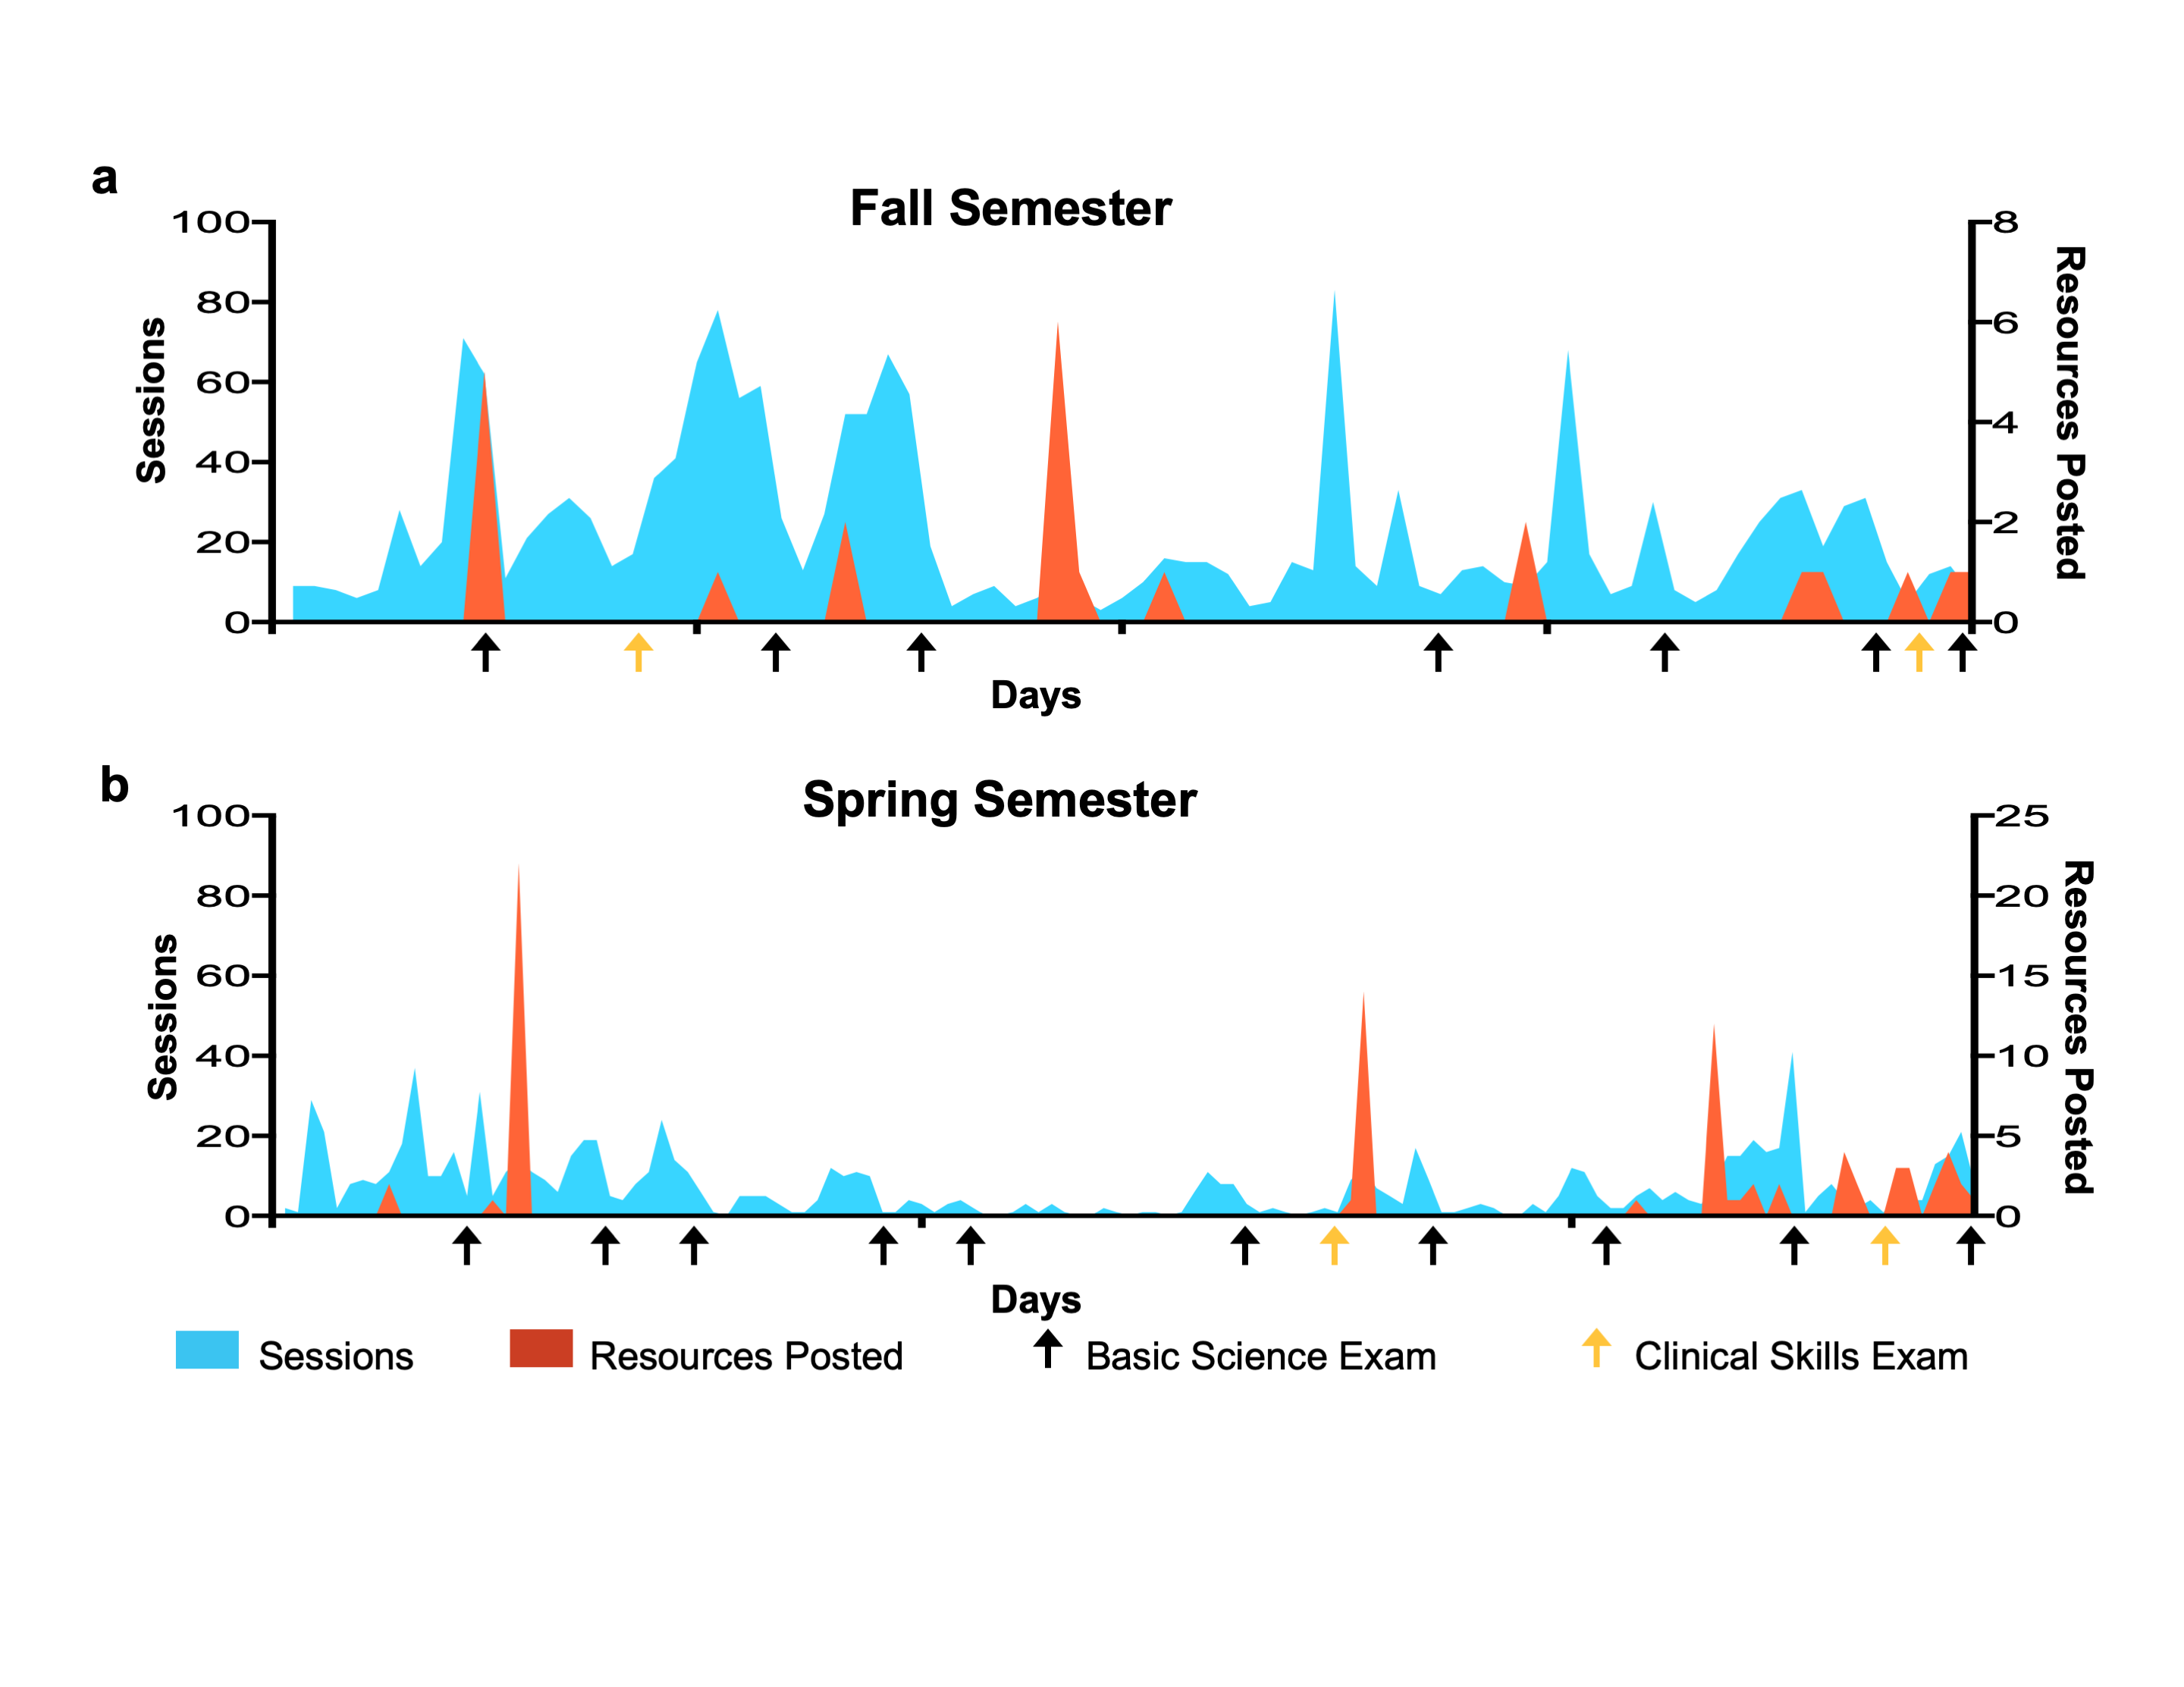 a
Fall Semester
100
80
60
40
20
0
Sessions
8
6
4
2
0
Resources Posted
Days
b
Spring Semester
100
80
60
40
20
0
Sessions
25
20
15
10
5
0
Resources Posted
Days
Sessions
Resources Posted
Basic Science Exam
Clinical Skills Exam